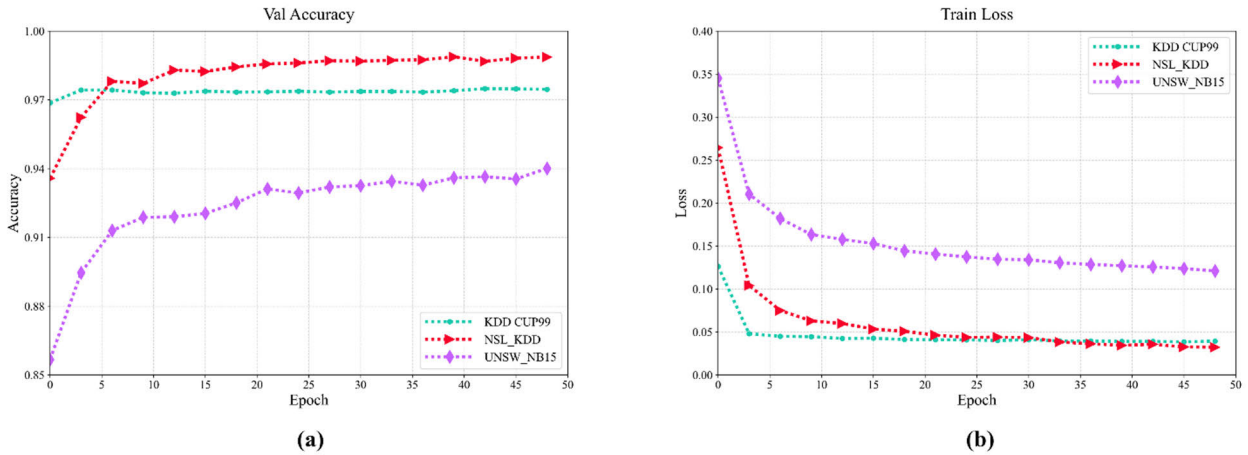 Val Accuracy
1.00
0.97
0.94
0.91
0.88
0.85
Accuracy
KDD CUP99
NSL_KDD
UNSW_NB15
0 5 10 15 20 25 30 35 40 45 50
Epoch
(a)
Train Loss
0.40
0.35
0.30
0.25
0.20
0.15
0.10
0.05
0.00
Loss
KDD CUP99
NSL_KDD
UNSW_NB15
0 5 10 15 20 25 30 35 40 45 50
Epoch
(b)